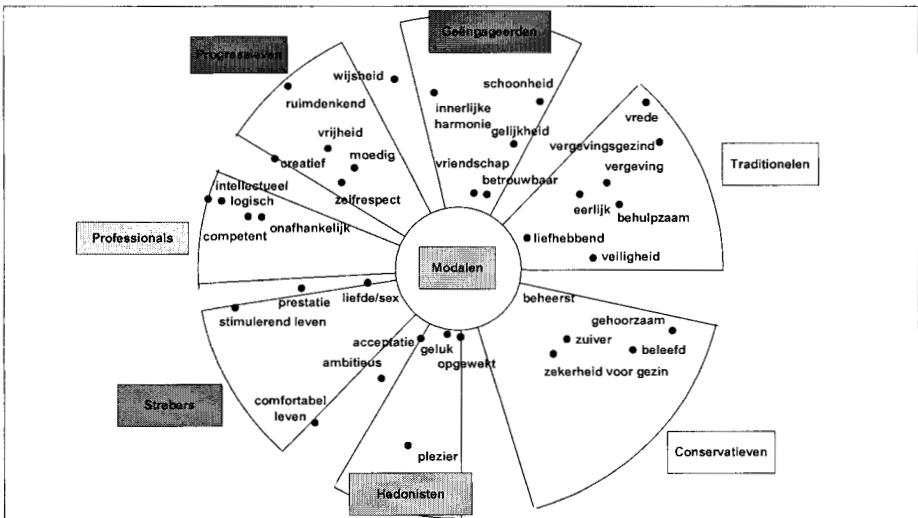 Geëngageerden
Progressieven
wijsheid
schoonheid
ruimdenkend
innerlijke
harmonie
vrede
gelijkheid
vrijheid
vergevingsgezind
moedig
creatief
vriendschap
vergeving
Traditionelen
intellectueel
zelfrespect
betrouwbaar
eerlijk
logisch
behulpzaam
competent
onafhankelijk
Professionals
liefhebbend
veiligheid
Modalen
prestatie
liefde/sex
beheerst
stimulerend leven
gehoorzaam
acceptatie
geluk
zuiver
beleefd
ambitieus
opgewekt
zekerheid voor gezin
Strebers
comfortabel
leven
plezier
Conservatieven
Hedonisten